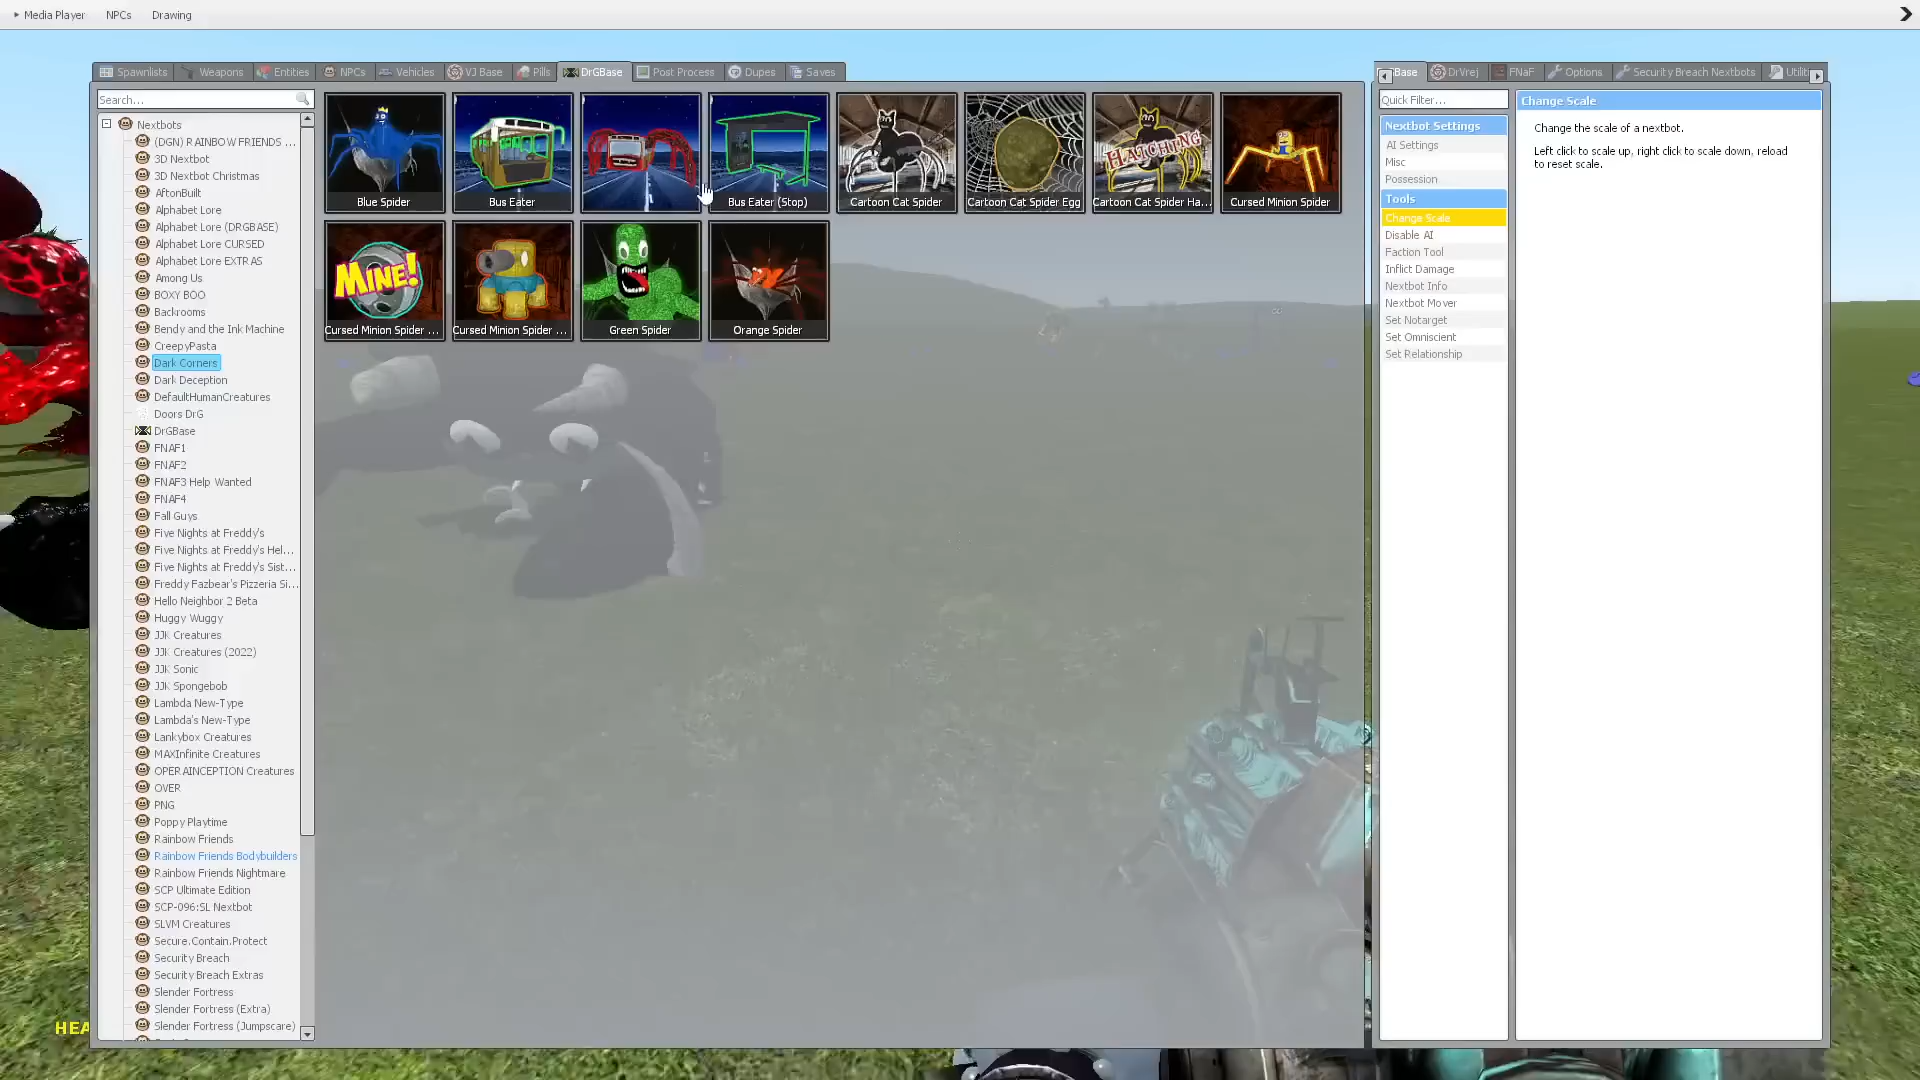 Media Player NPCs Drawing
Spawnlists Weapons Entities NPCs Vehicles VJ Base Pills DrGBase Post Process Dupes Saves
Search...
Nextbots
(DGN) RAINBOW FRIENDS ...
3D Nextbot
3D Nextbot Christmas
AftonBuilt
Alphabet Lore
Alphabet Lore (DRGBASE)
Alphabet Lore CURSED
Alphabet Lore EXTRAS
Among Us
BOXY BOO
Backrooms
Bendy and the Ink Machine
CreepyPasta
Dark Corners
Dark Deception
DefaultHumanCreatures
Doors DrG
DrGBase
FNAF1
FNAF2
FNAF3 Help Wanted
FNAF4
Fall Guys
Five Nights at Freddy's
Five Nights at Freddy's Hel...
Five Nights at Freddy's Sist...
Freddy Fazbear's Pizzeria Si...
Hello Neighbor 2 Beta
Huggy Wuggy
JJK Creatures
JJK Creatures (2022)
JJK Sonic
JJK Spongebob
Lambda New-Type
Lambda's New-Type
Lankybox Creatures
MAXInfinite Creatures
OPERAINCEPTION Creatures
OVER
PNG
Poppy Playtime
Rainbow Friends
Rainbow Friends Bodybuilders
Rainbow Friends Nightmare
SCP Ultimate Edition
SCP-096:SL Nextbot
SLVM Creatures
Secure.Contain.Protect
Security Breach
Security Breach Extras
Slender Fortress
Slender Fortress (Extra)
Slender Fortress (Jumpscare)
HATCHING
Blue Spider Bus Eater Bus Eater (Stop) Cartoon Cat Spider Cartoon Cat Spider Egg Cartoon Cat Spider Ha... Cursed Minion Spider
MINE!
Cursed Minion Spider ... Cursed Minion Spider ... Green Spider Orange Spider
Base DrVrej FNaF Options Security Breach Nextbots Utilit
Quick Filter...
Nextbot Settings
AI Settings
Misc
Possession
Tools
Change Scale
Disable AI
Faction Tool
Inflict Damage
Nextbot Info
Nextbot Mover
Set Notarget
Set Omniscient
Set Relationship
Change Scale
Change the scale of a nextbot.
Left click to scale up, right click to scale down, reload
to reset scale.
HEA